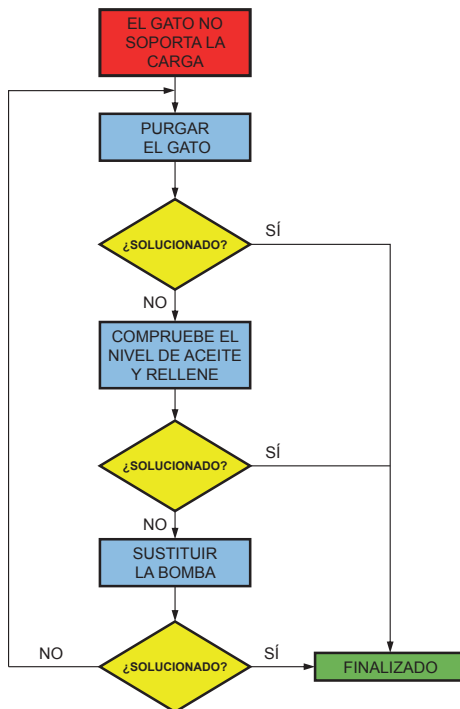 EL GATO NO
SOPORTA LA
CARGA
PURGAR
EL GATO
¿SOLUCIONADO?
SÍ
NO
COMPRUEBE EL
NIVEL DE ACEITE
Y RELLENE
¿SOLUCIONADO?
SÍ
NO
SUSTITUIR
LA BOMBA
NO
¿SOLUCIONADO?
SÍ
FINALIZADO